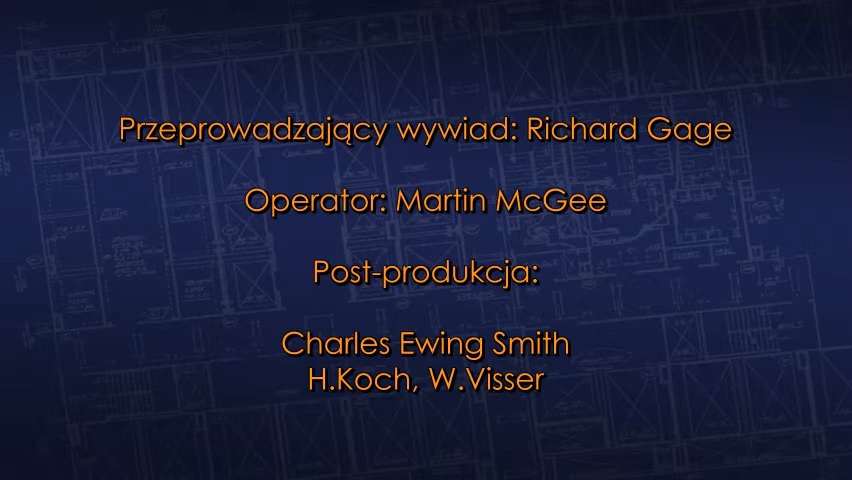 Przeprowadzający wywiad: Richard Gage
Operator: Martin McGee
Post-produkcja:
Charles Ewing Smith
H.Koch, W.Visser